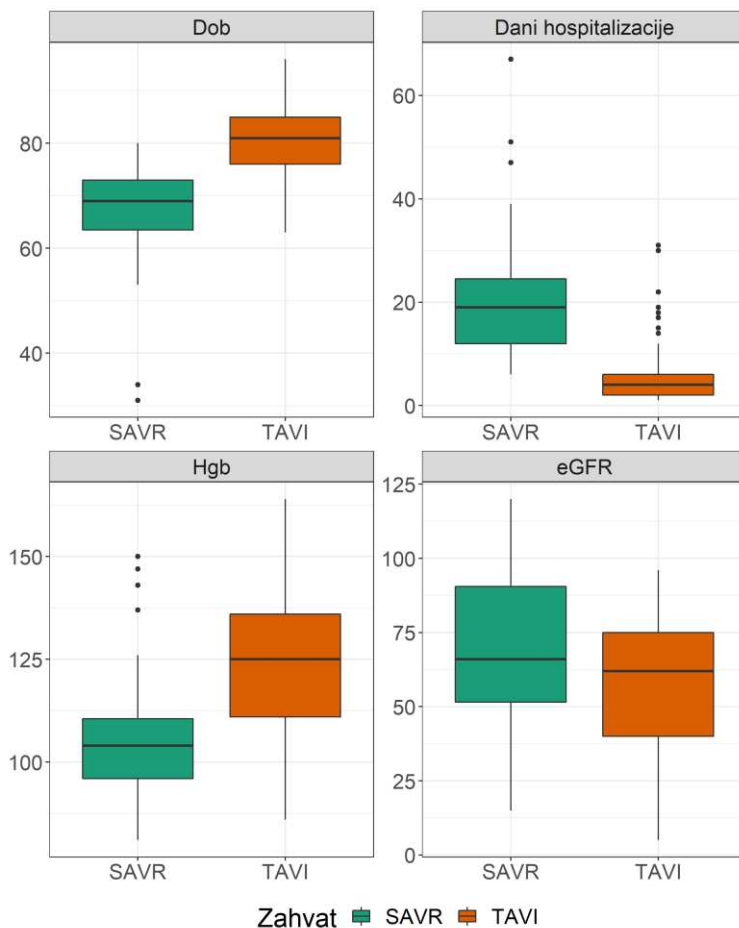 Dob
Dani hospitalizacije
80
60
40
60
40
20
0
SAVR TAVI
SAVR TAVI
Hgb
eGFR
150
125
100
125
100
75
50
25
0
SAVR TAVI
SAVR TAVI
Zahvat SAVR TAVI